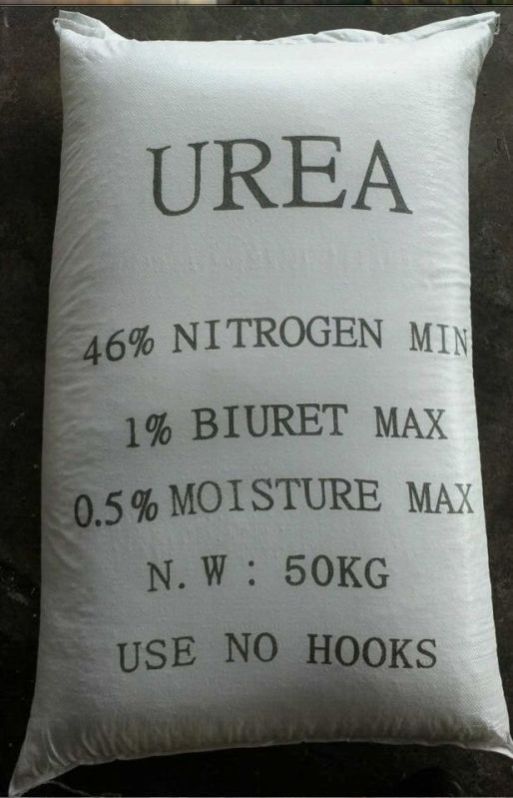 UREA
46% NITROGEN MIN
1% BIURET MAX
0.5% MOISTURE MAX
N.W: 50KG
USE NO HOOKS